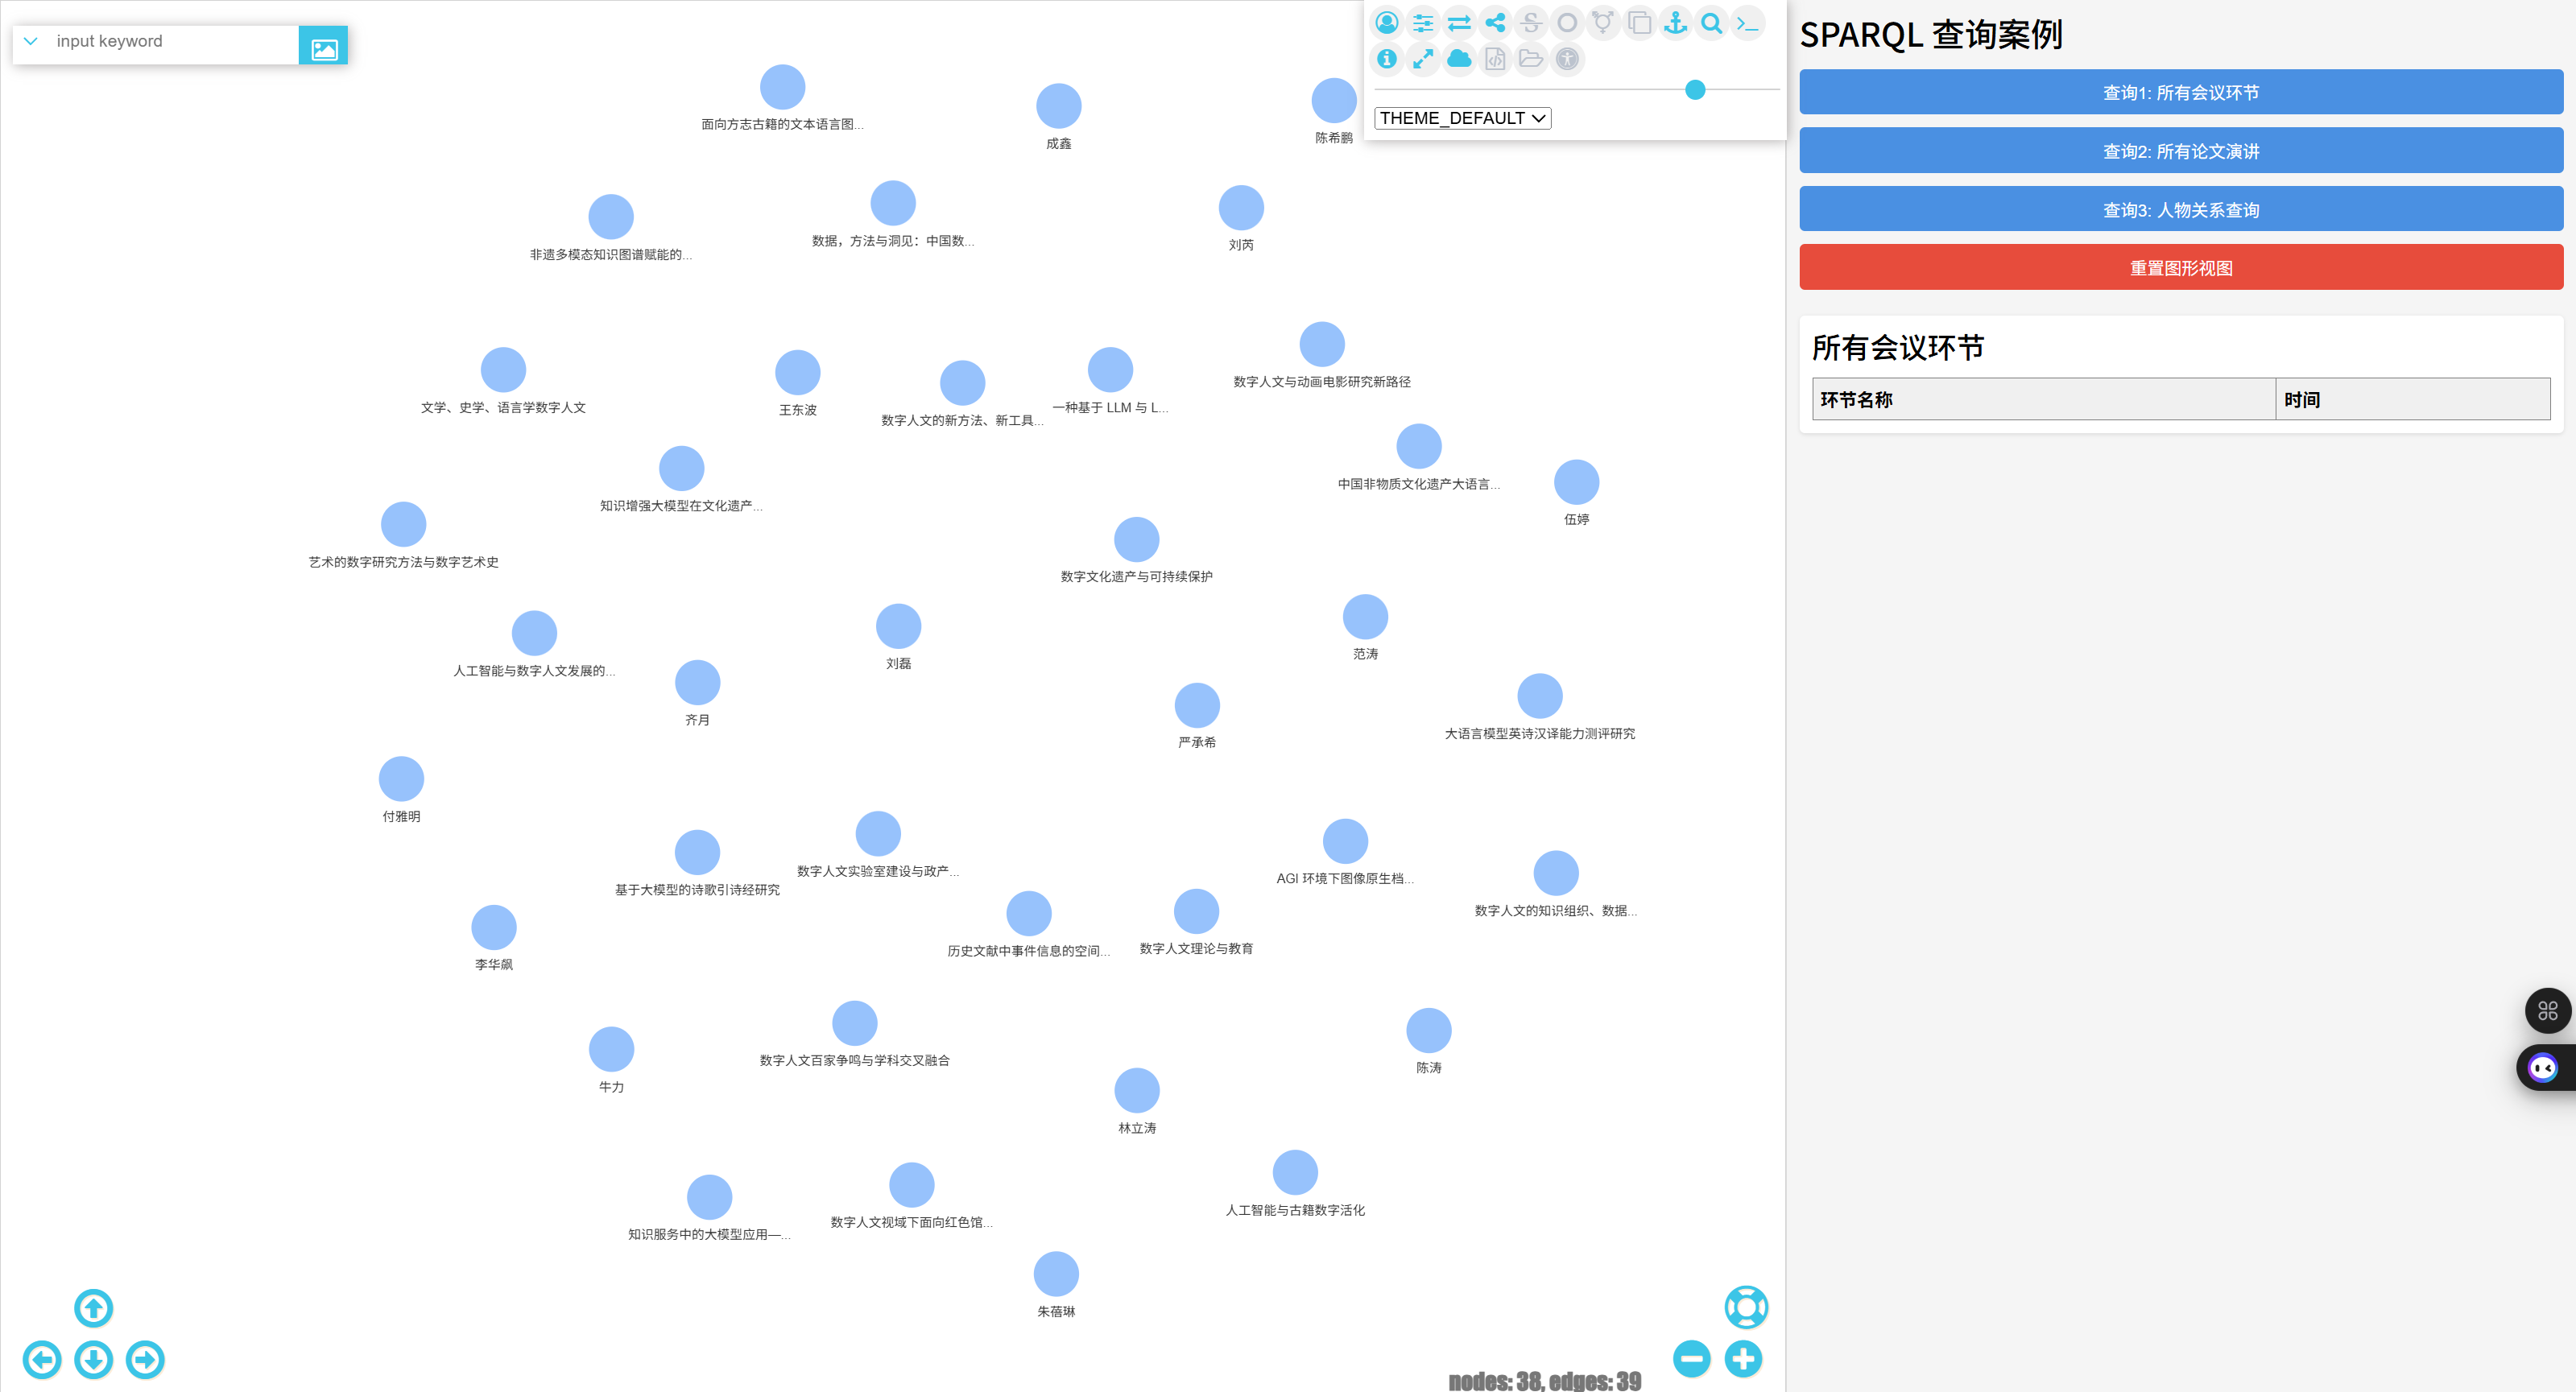 input keyword
THEME_DEFAULT
面向方志古籍的文本语言图...
成鑫
陈希鹏
非遗多模态知识图谱赋能的...
数据，方法与洞见：中国数...
刘芮
文学、史学、语言学数字人文
王东波
数字人文的新方法、新工具...
一种基于 LLM 与 L...
数字人文与动画电影研究新路径
知识增强大模型在文化遗产...
中国非物质文化遗产大语言...
伍婷
艺术的数字研究方法与数字艺术史
数字文化遗产与可持续保护
人工智能与数字人文发展的...
刘磊
范涛
齐月
严承希
大语言模型英诗汉译能力测评研究
付雅明
基于大模型的诗歌引诗经研究
数字人文实验室建设与政产...
AGI 环境下图像原生档...
数字人文的知识组织、数据...
李华飙
历史文献中事件信息的空间...
数字人文理论与教育
牛力
数字人文百家争鸣与学科交叉融合
陈涛
林立涛
知识服务中的大模型应用—...
数字人文视域下面向红色馆...
人工智能与古籍数字活化
朱蓓琳
nodes: 38, edges: 39
SPARQL 查询案例
查询1: 所有会议环节
查询2: 所有论文演讲
查询3: 人物关系查询
重置图形视图
所有会议环节
环节名称 时间